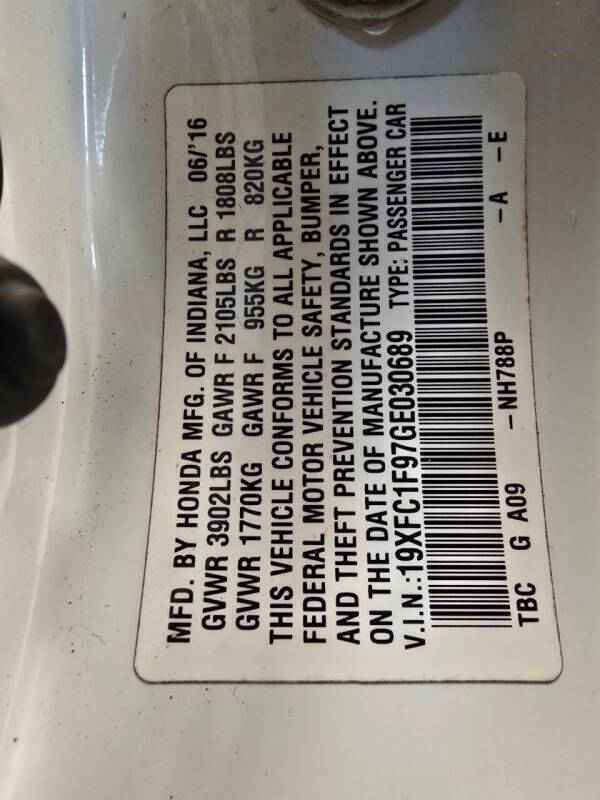 MFD. BY HONDA MFG. OF INDIANA, LLC 06/'16
GVWR 3902LBS GAWR F 2105LBS R 1808LBS
GVWR 1770KG GAWR F 955KG R 820KG
THIS VEHICLE CONFORMS TO ALL APPLICABLE
FEDERAL MOTOR VEHICLE SAFETY, BUMPER,
AND THEFT PREVENTION STANDARDS IN EFFECT
ON THE DATE OF MANUFACTURE SHOWN ABOVE.
V.I.N.:19XFC1F97GE030689 TYPE: PASSENGER CAR
TBC G A09 -NH788P -A -E